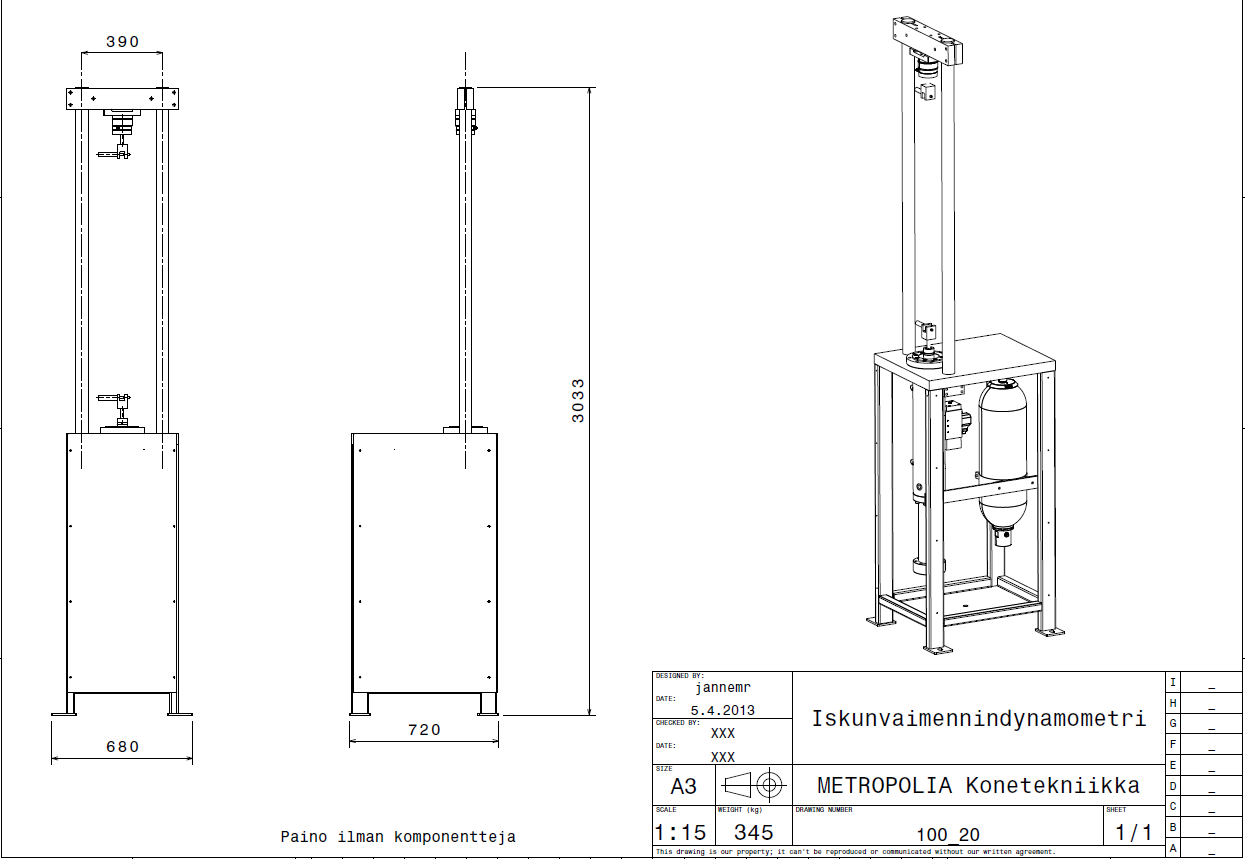 390
3033
680
720
Paino ilman komponentteja
DESIGNED BY:
jannemr
DATE:
5.4.2013
CHECKED BY:
XXX
DATE:
XXX
Iskunvaimennindynamometri
SIZE
A3
METROPOLIA Konetekniikka
SCALE
1:15
WEIGHT (kg)
345
DRAWING NUMBER
100_20
SHEET
1/1
This drawing is our property; it can't be reproduced or communicated without our written agreement.
I _
H _
G _
F _
E _
D _
C _
B _
A _